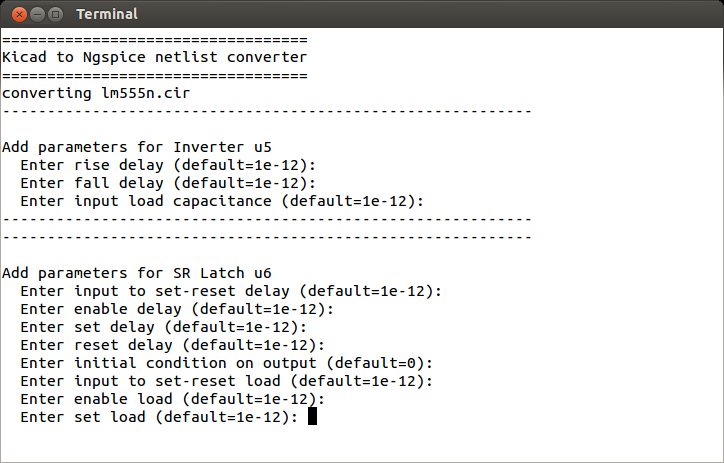 Terminal
==================================
Kicad to Ngspice netlist converter
==================================
converting lm555n.cir
-----------------------------------------------------------
Add parameters for Inverter u5
Enter rise delay (default=1e-12):
Enter fall delay (default=1e-12):
Enter input load capacitance (default=1e-12):
-----------------------------------------------------------
-----------------------------------------------------------
Add parameters for SR Latch u6
Enter input to set-reset delay (default=1e-12):
Enter enable delay (default=1e-12):
Enter set delay (default=1e-12):
Enter reset delay (default=1e-12):
Enter initial condition on output (default=0):
Enter input to set-reset load (default=1e-12):
Enter enable load (default=1e-12):
Enter set load (default=1e-12):